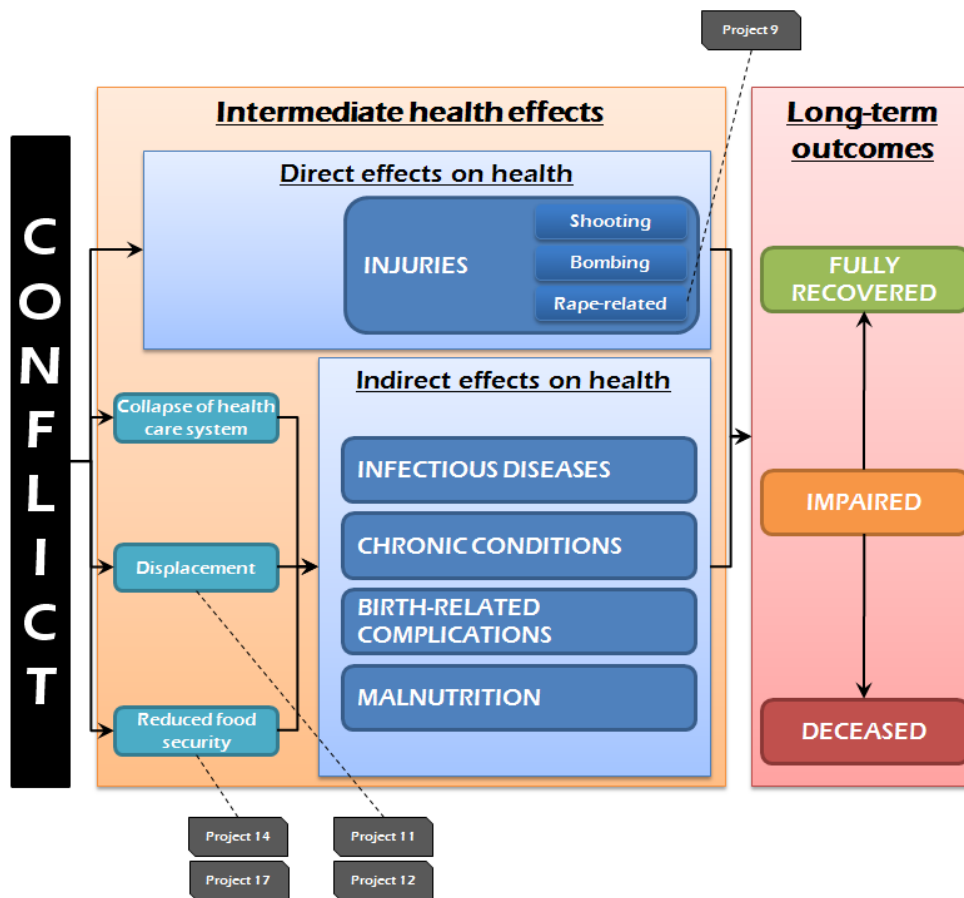 Project 9
Intermediate health effects
Long-term
outcomes
CONFLICT
Direct effects on health
INJURIES
Shooting
Bombing
Rape-related
FULLY
RECOVERED
Indirect effects on health
Collapse of health
care system
INFECTIOUS DISEASES
IMPAIRED
CHRONIC CONDITIONS
Displacement
BIRTH-RELATED
COMPLICATIONS
MALNUTRITION
Reduced food
security
DECEASED
Project 14
Project 11
Project 17
Project 12